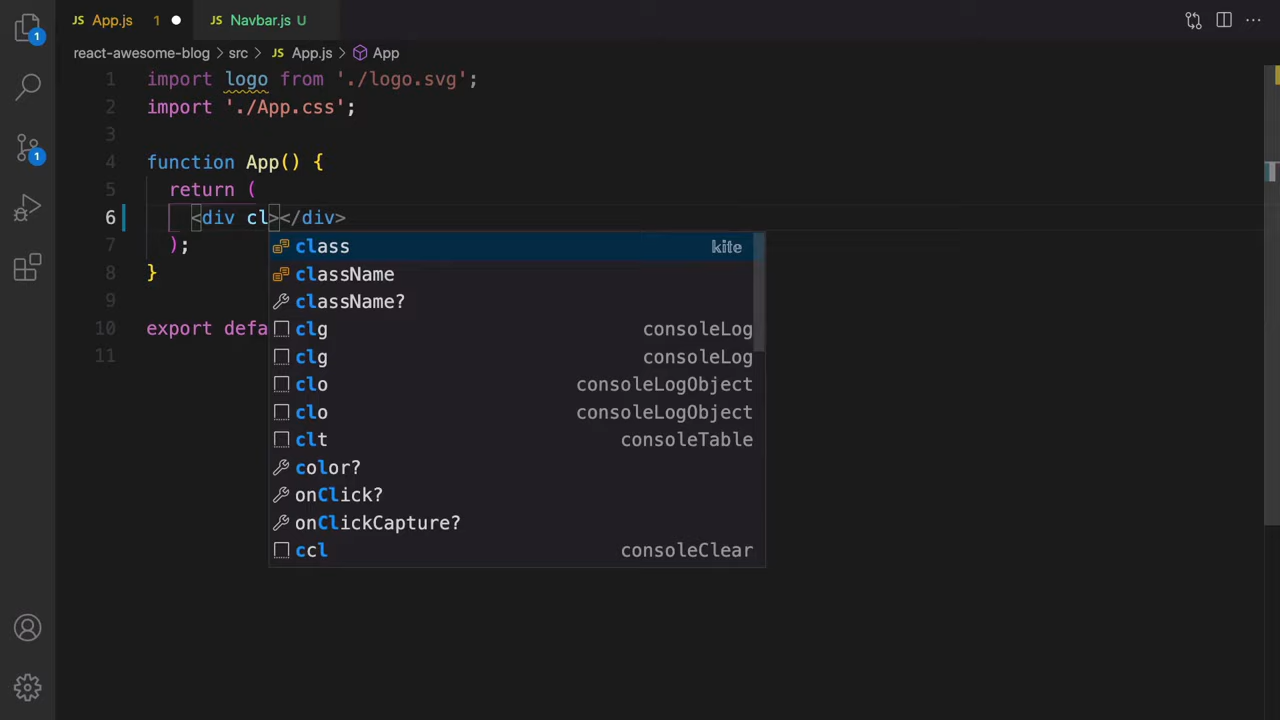 App.js 1 Navbar.js U
react-awesome-blog > src > App.js > App
1 import logo from './logo.svg';
2 import './App.css';
3
4 function App() {
5 return (
6 <div cl></div>
7 );
8 }
9
10 export defa
11
class kite
className
className?
clg consoleLog
clg consoleLog
clo consoleLogObject
clo consoleLogObject
clt consoleTable
color?
onClick?
onClickCapture?
ccl consoleClear
1
1